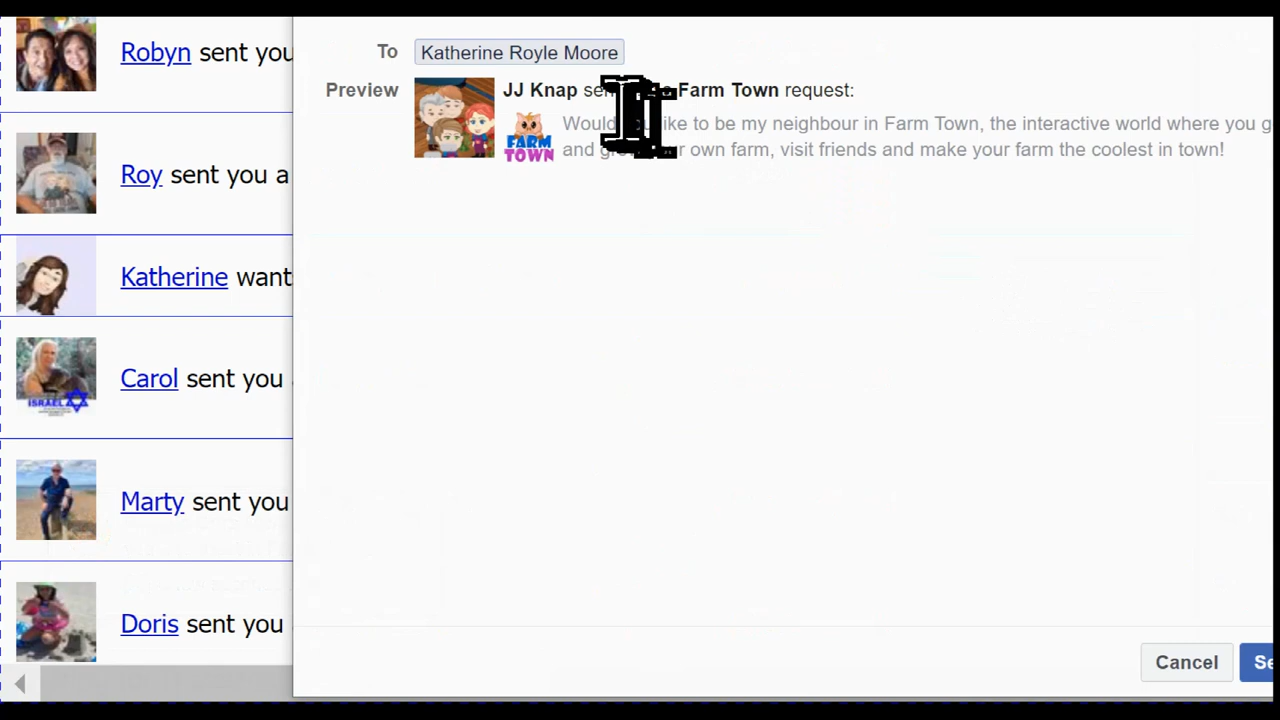 Robyn sent you
Roy sent you a
Katherine want
Carol sent you
ISRAEL
Marty sent you
Doris sent you
To Katherine Royle Moore
Preview
JJ Knap Farm Town request:
FARM
TOWN
ike to be my neighbour in Farm Town, the interactive world where you g
and r own farm, visit friends and make your farm the coolest in town!
Cancel Se